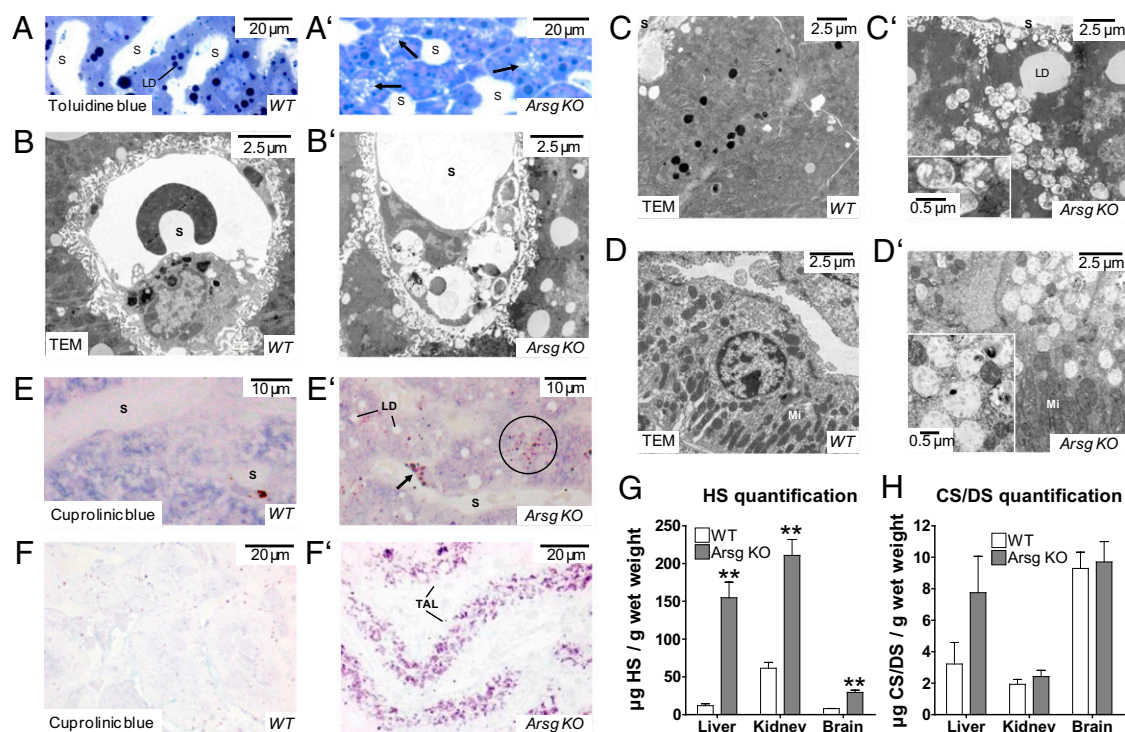 A
20 µm
S
S
S
LD
Toluidine blue
WT
A'
20 µm
S
S
S
Arsg KO
B
2.5 µm
S
TEM
WT
B'
2.5 µm
S
Arsg KO
C
S
2.5 µm
TEM
WT
C'
S
2.5 µm
LD
0.5 µm
Arsg KO
D
2.5 µm
Mi
TEM
WT
D'
2.5 µm
Mi
0.5 µm
Arsg KO
E
10 µm
S
S
Cuprolinic blue
WT
E'
10 µm
LD
S
Arsg KO
F
20 µm
Cuprolinic blue
WT
F'
20 µm
TAL
Arsg KO
G
HS quantification
µg HS / g wet weight
250
200
150
100
50
0
WT
Arsg KO
**
**
**
Liver
Kidney
Brain
H
CS/DS quantification
µg CS/DS / g wet weight
12
10
8
6
4
2
0
WT
Arsg KO
Liver
Kidney
Brain